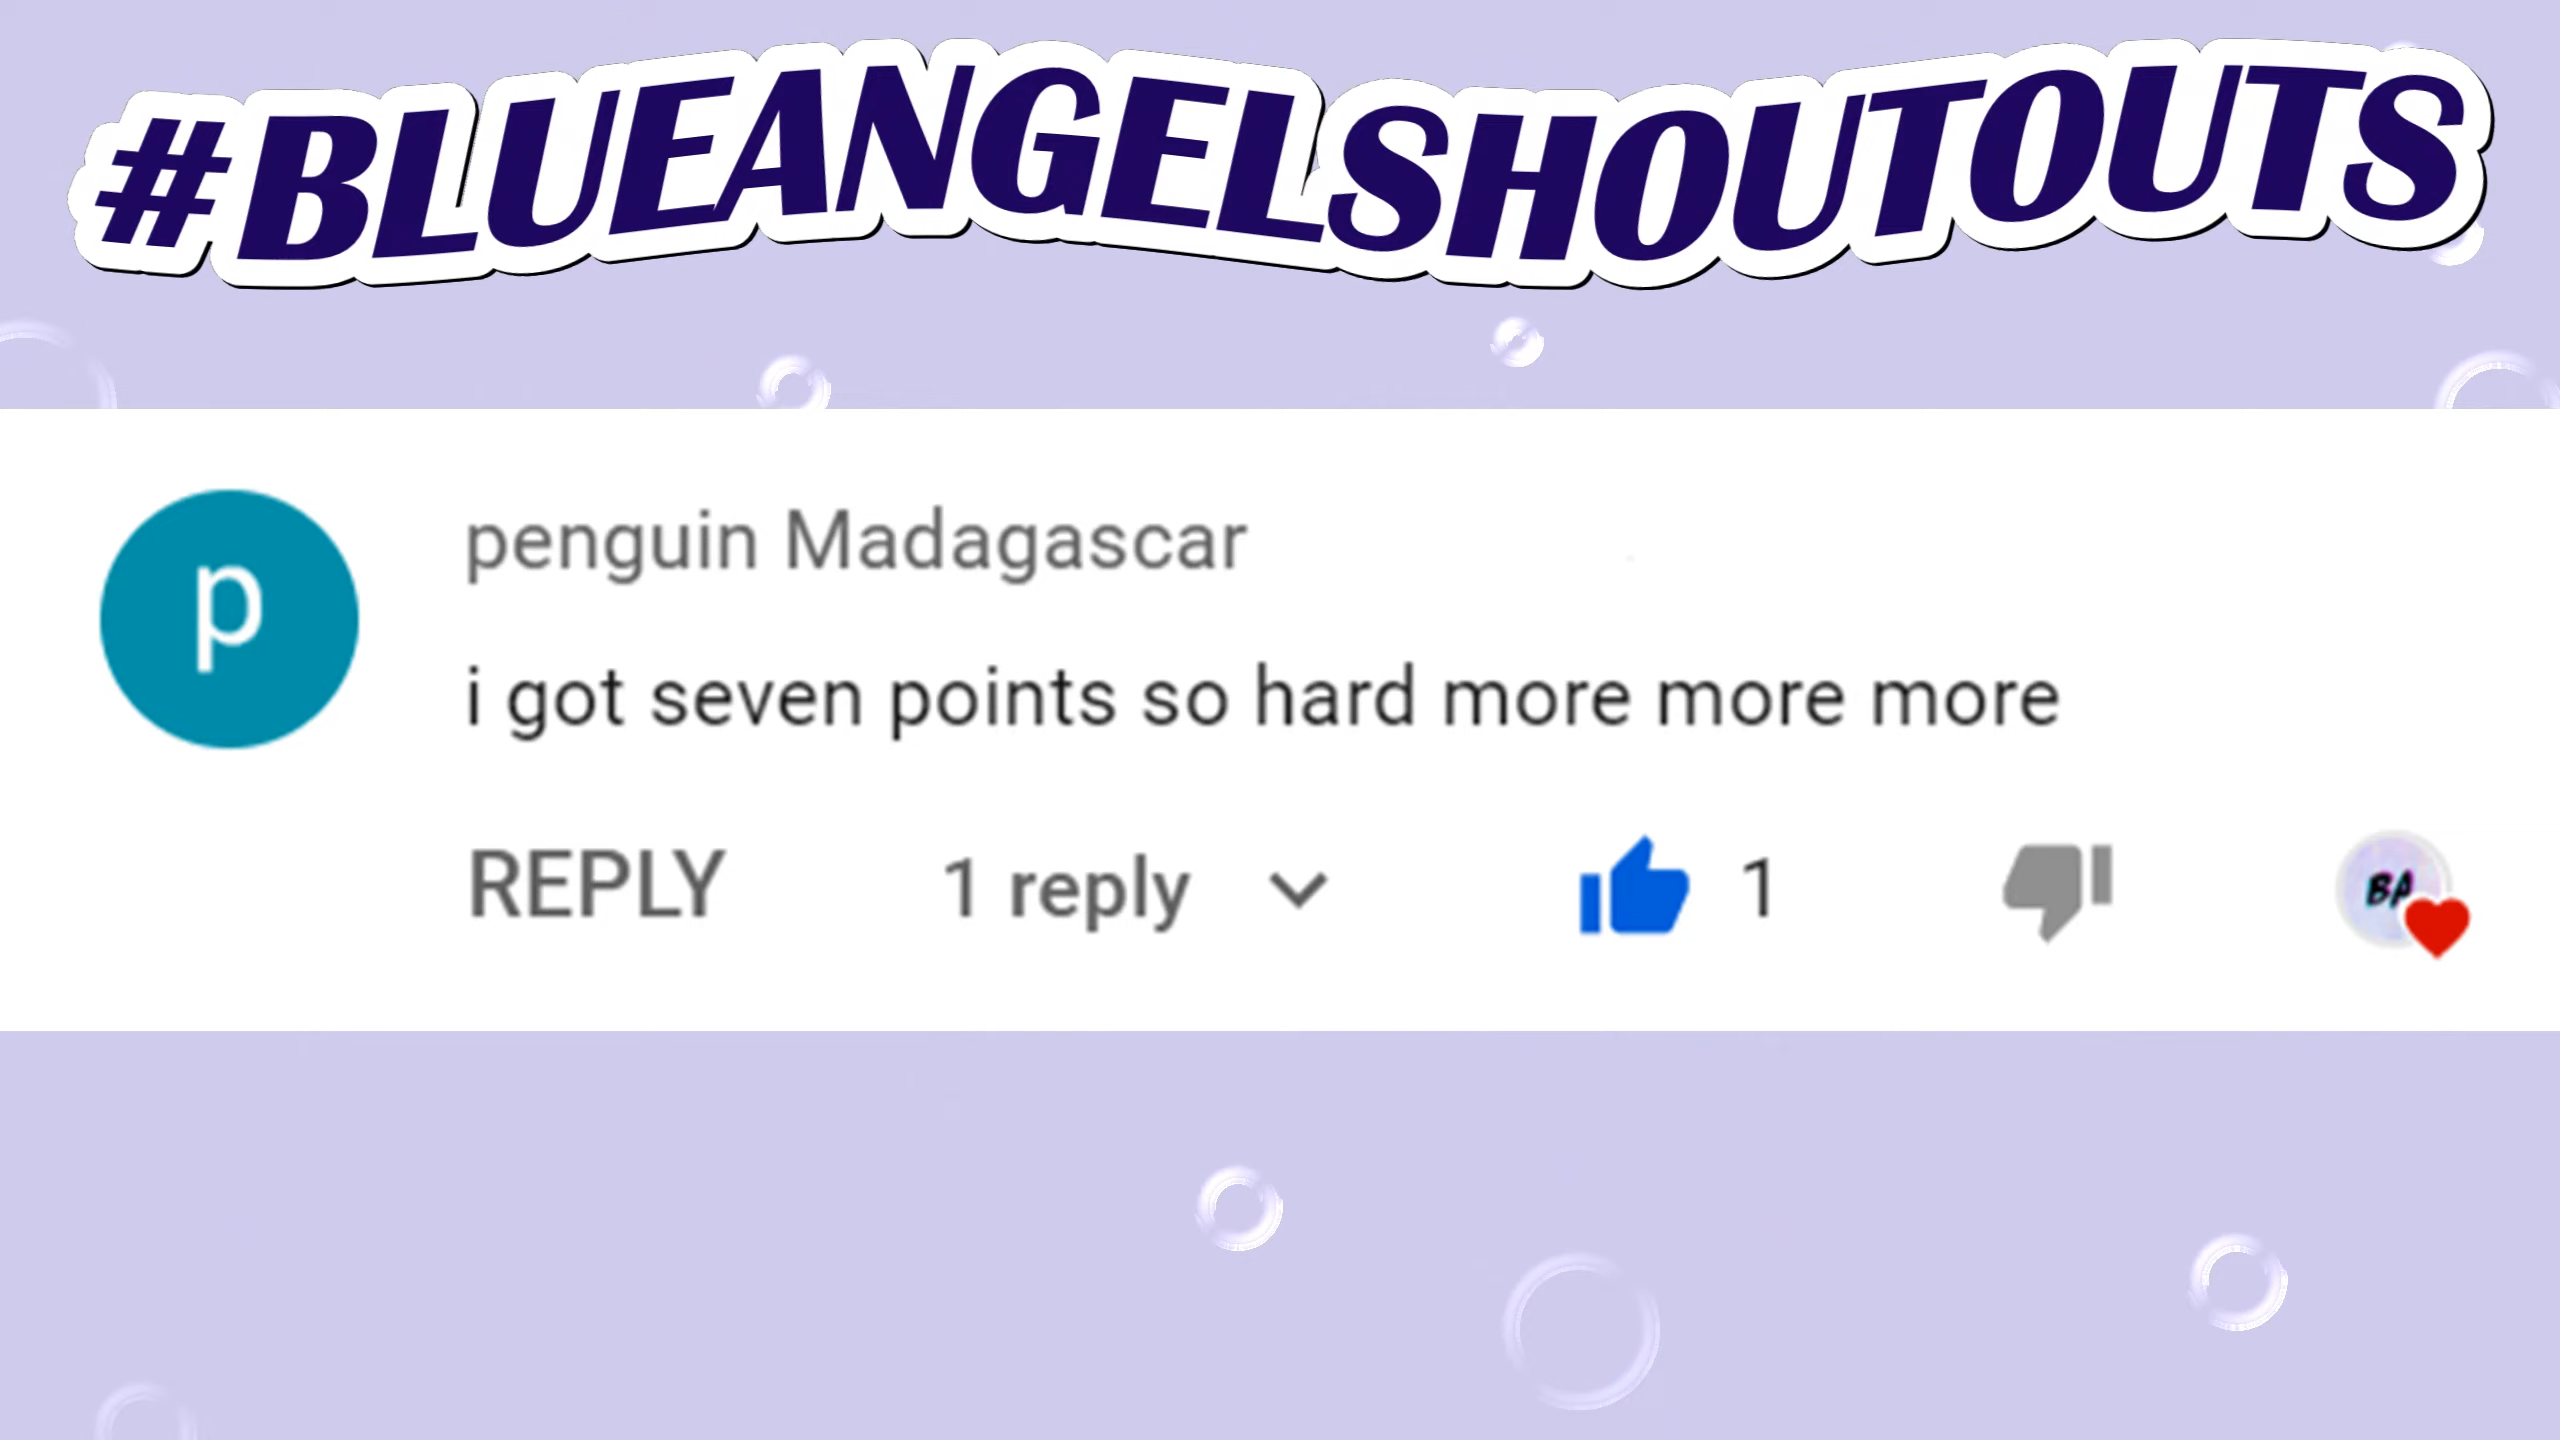 #BLUEANGELSHOUTOUTS
p
penguin Madagascar
i got seven points so hard more more more
REPLY 1 reply 1
BA